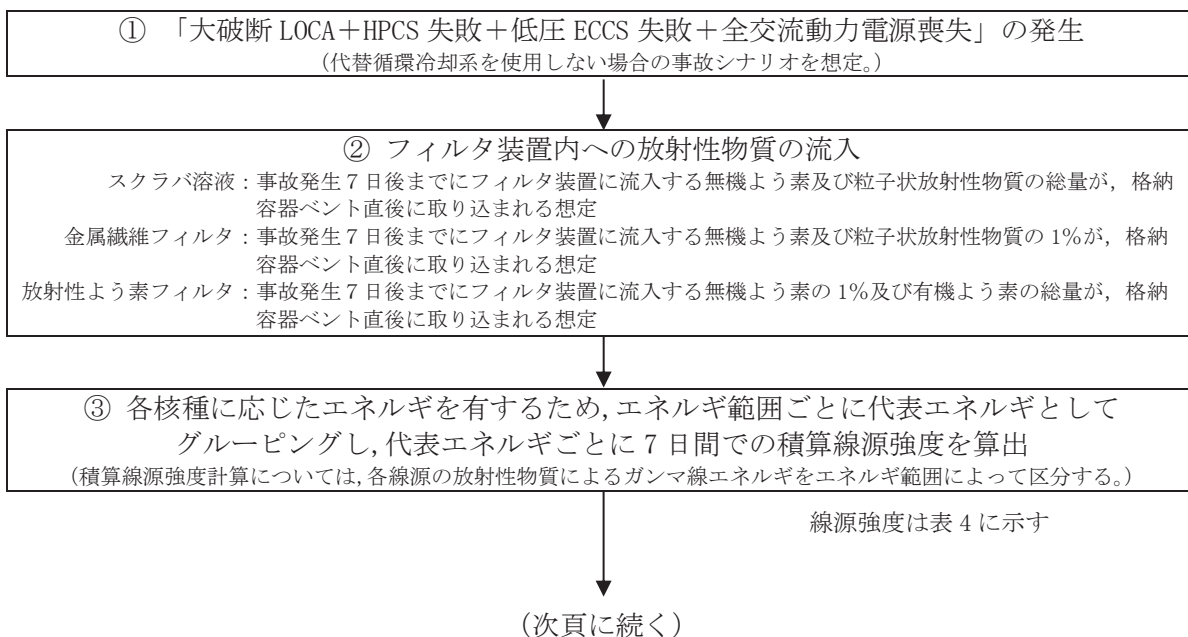 ① 「大破断 LOCA＋HPCS 失敗＋低圧 ECCS 失敗＋全交流動力電源喪失」の発生
（代替循環冷却系を使用しない場合の事故シナリオを想定。）
② フィルタ装置内への放射性物質の流入
スクラバ溶液：事故発生７日後までにフィルタ装置に流入する無機よう素及び粒子状放射性物質の総量が，格納
容器ベント直後に取り込まれる想定
金属繊維フィルタ：事故発生７日後までにフィルタ装置に流入する無機よう素及び粒子状放射性物質の 1%が，格納
容器ベント直後に取り込まれる想定
放射性よう素フィルタ：事故発生７日後までにフィルタ装置に流入する無機よう素の 1%及び有機よう素の総量が，格納
容器ベント直後に取り込まれる想定
③ 各核種に応じたエネルギを有するため,エネルギ範囲ごとに代表エネルギとして
グルーピングし,代表エネルギごとに 7 日間での積算線源強度を算出
（積算線源強度計算については,各線源の放射性物質によるガンマ線エネルギをエネルギ範囲によって区分する。）
線源強度は表 4 に示す
（次頁に続く）